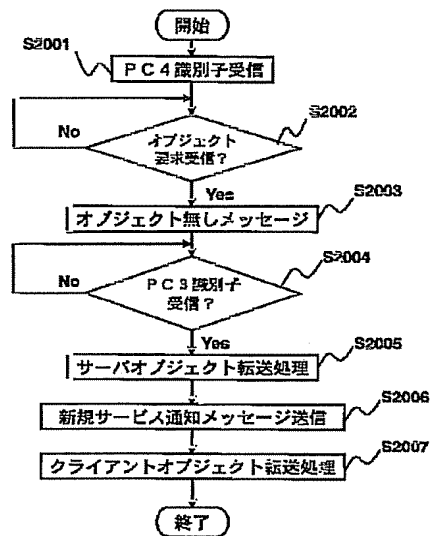 開始
S2001
PC4識別子受信
No
オブジェクト
要求受信?
S2002
Yes
オブジェクト無しメッセージ
S2003
No
PC3識別子
受信?
S2004
Yes
サーバオブジェクト転送処理
S2005
新規サービス通知メッセージ送信
S2006
クライアントオブジェクト転送処理
S2007
終了